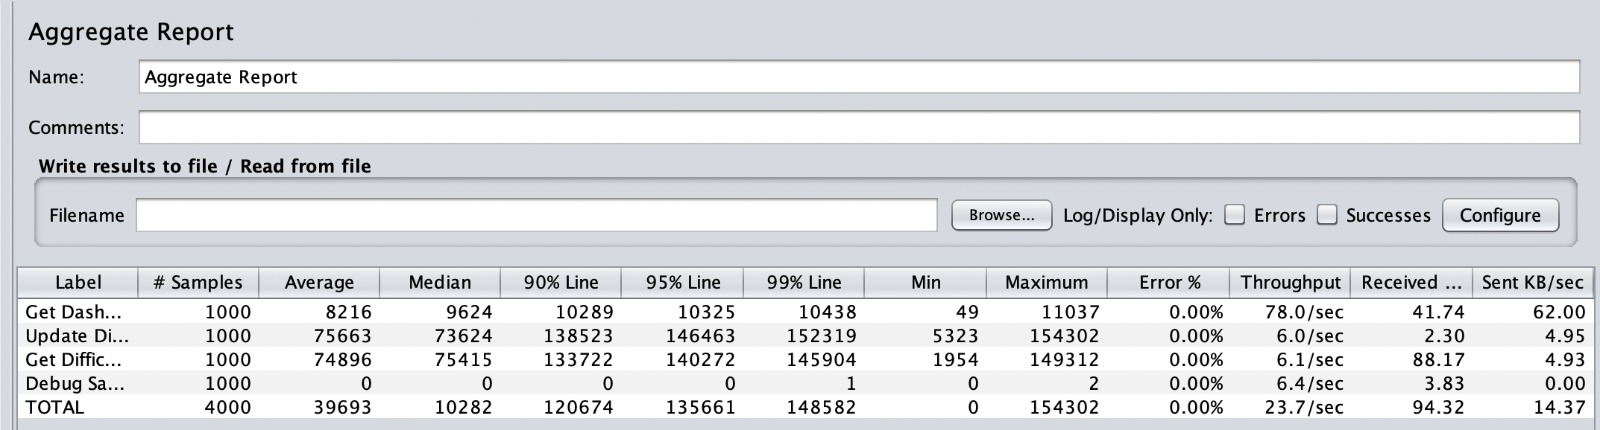 Aggregate Report
Name: Aggregate Report
Comments:
Write results to file / Read from file
Filename Browse... Log/Display Only: Errors Successes Configure
Label # Samples Average Median 90% Line 95% Line 99% Line Min Maximum Error % Throughput Received ... Sent KB/sec
Get Dash... 1000 8216 9624 10289 10325 10438 49 11037 0.00% 78.0/sec 41.74 62.00
Update Di... 1000 75663 73624 138523 146463 152319 5323 154302 0.00% 6.0/sec 2.30 4.95
Get Diffic... 1000 74896 75415 133722 140272 145904 1954 149312 0.00% 6.1/sec 88.17 4.93
Debug Sa... 1000 0 0 0 0 1 0 2 0.00% 6.4/sec 3.83 0.00
TOTAL 4000 39693 10282 120674 135661 148582 0 154302 0.00% 23.7/sec 94.32 14.37